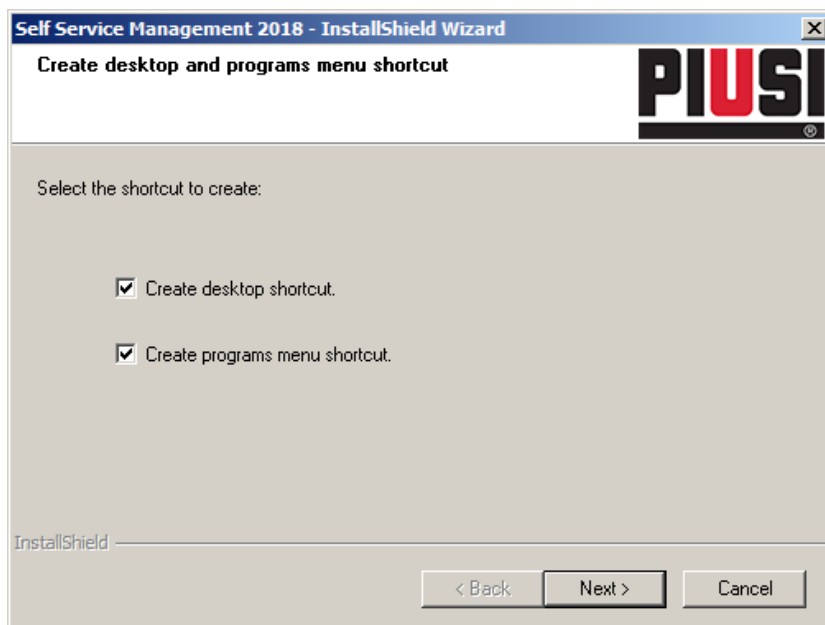 Self Service Management 2018 - InstallShield Wizard
Create desktop and programs menu shortcut
PIUSI
®
Select the shortcut to create:
Create desktop shortcut.
Create programs menu shortcut.
InstallShield
< Back
Next >
Cancel